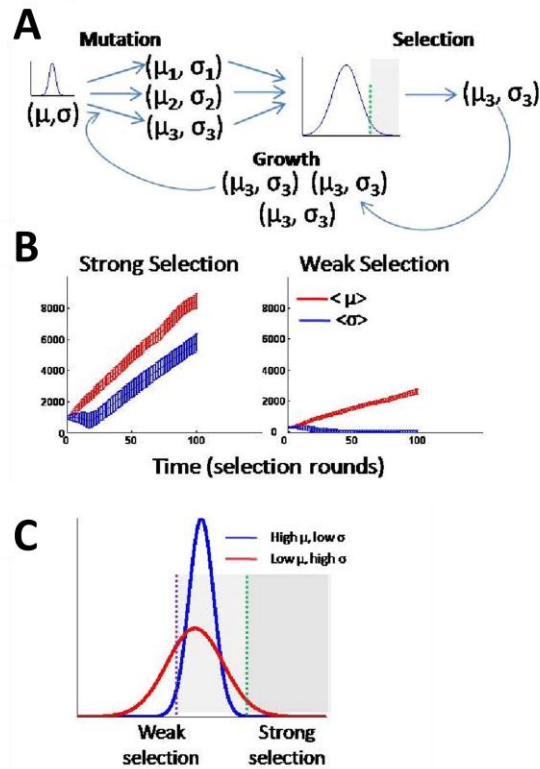 A
Mutation
Selection
(μ,σ)
(μ₁, σ₁)
(μ₂, σ₂)
(μ₃, σ₃)
(μ₃, σ₃)
Growth
(μ₃, σ₃) (μ₃, σ₃)
(μ₃, σ₃)
B
Strong Selection
Weak Selection
8000
6000
4000
2000
0
0
50
100
8000
6000
4000
2000
0
0
50
100
< μ>
<σ>
Time (selection rounds)
C
High μ, low σ
Low μ, high σ
Weak
selection
Strong
selection